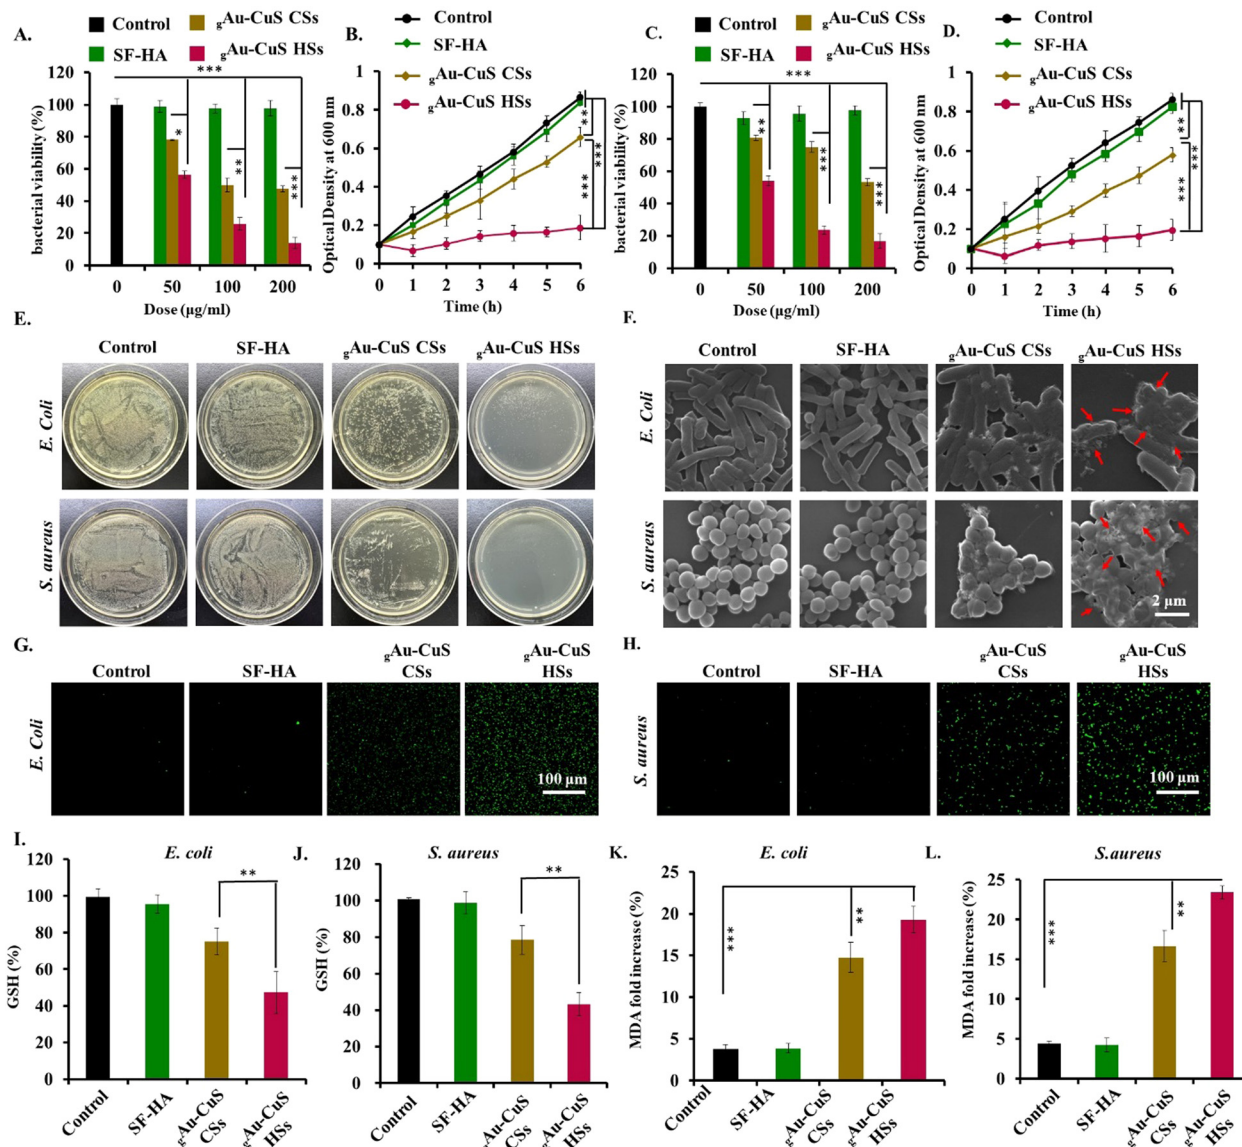 A.
Control
gAu-CuS CSs
SF-HA
gAu-CuS HSs
bacterial viability (%)
120
100
80
60
40
20
0
***
*
**
***
0
50
100
200
Dose (µg/ml)
B.
Control
SF-HA
gAu-CuS CSs
gAu-CuS HSs
Optical Density at 600 nm
1
0.8
0.6
0.4
0.2
0
**
***
***
0
1
2
3
4
5
6
Time (h)
C.
Control
gAu-CuS CSs
SF-HA
gAu-CuS HSs
bacterial viability (%)
120
100
80
60
40
20
0
***
**
***
***
0
50
100
200
Dose (µg/ml)
D.
Control
SF-HA
gAu-CuS CSs
gAu-CuS HSs
Optical Density at 600 nm
1
0.8
0.6
0.4
0.2
0
**
***
***
0
1
2
3
4
5
6
Time (h)
E.
Control
SF-HA
gAu-CuS CSs
gAu-CuS HSs
E. Coli
S. aureus
F.
Control
SF-HA
gAu-CuS CSs
gAu-CuS HSs
E. Coli
S. aureus
2 µm
G.
Control
SF-HA
gAu-CuS
CSs
gAu-CuS
HSs
E. Coli
100 µm
H.
Control
SF-HA
gAu-CuS
CSs
gAu-CuS
HSs
S. aureus
100 µm
I.
E. coli
GSH (%)
120
100
80
60
40
20
0
**
Control
SF-HA
gAu-CuS
CSs
gAu-CuS
HSs
J.
S. aureus
GSH (%)
120
100
80
60
40
20
0
**
Control
SF-HA
gAu-CuS
CSs
gAu-CuS
HSs
K.
E. coli
MDA fold increase (%)
25
20
15
10
5
0
***
**
Control
SF-HA
gAu-CuS
CSs
gAu-CuS
HSs
L.
S.aureus
MDA fold increase (%)
25
20
15
10
5
0
***
**
Control
SF-HA
gAu-CuS
CSs
gAu-CuS
HSs